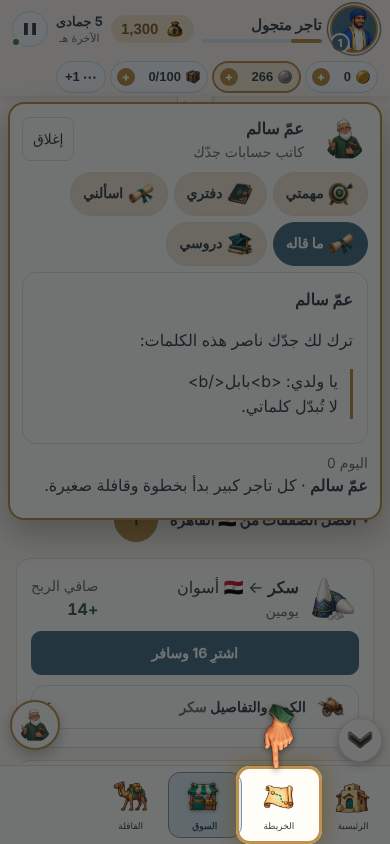 تاجر متجول
1
1,300
5 جمادى
الآخرة هـ
0
266
0/100
+1 ⋯
عمّ سالم
كاتب حسابات جدّك
إغلاق
مهمتي
دفتري
اسألني
ما قاله
دروسي
عمّ سالم
ترك لك جدّك ناصر هذه الكلمات:
يا ولدي: <b>بابل</b>
لا تُبدّل كلماتي.
اليوم 0
عمّ سالم · كل تاجر كبير بدأ بخطوة وقافلة صغيرة.
أفضل الصفقات من 🇪🇬 القاهرة
سكر ← 🇪🇬 أسوان
يومين
صافي الربح
+14
اشترِ 16 وسافر
والتفاصيل سكر
الرئيسية
الخريطة
السوق
القافلة